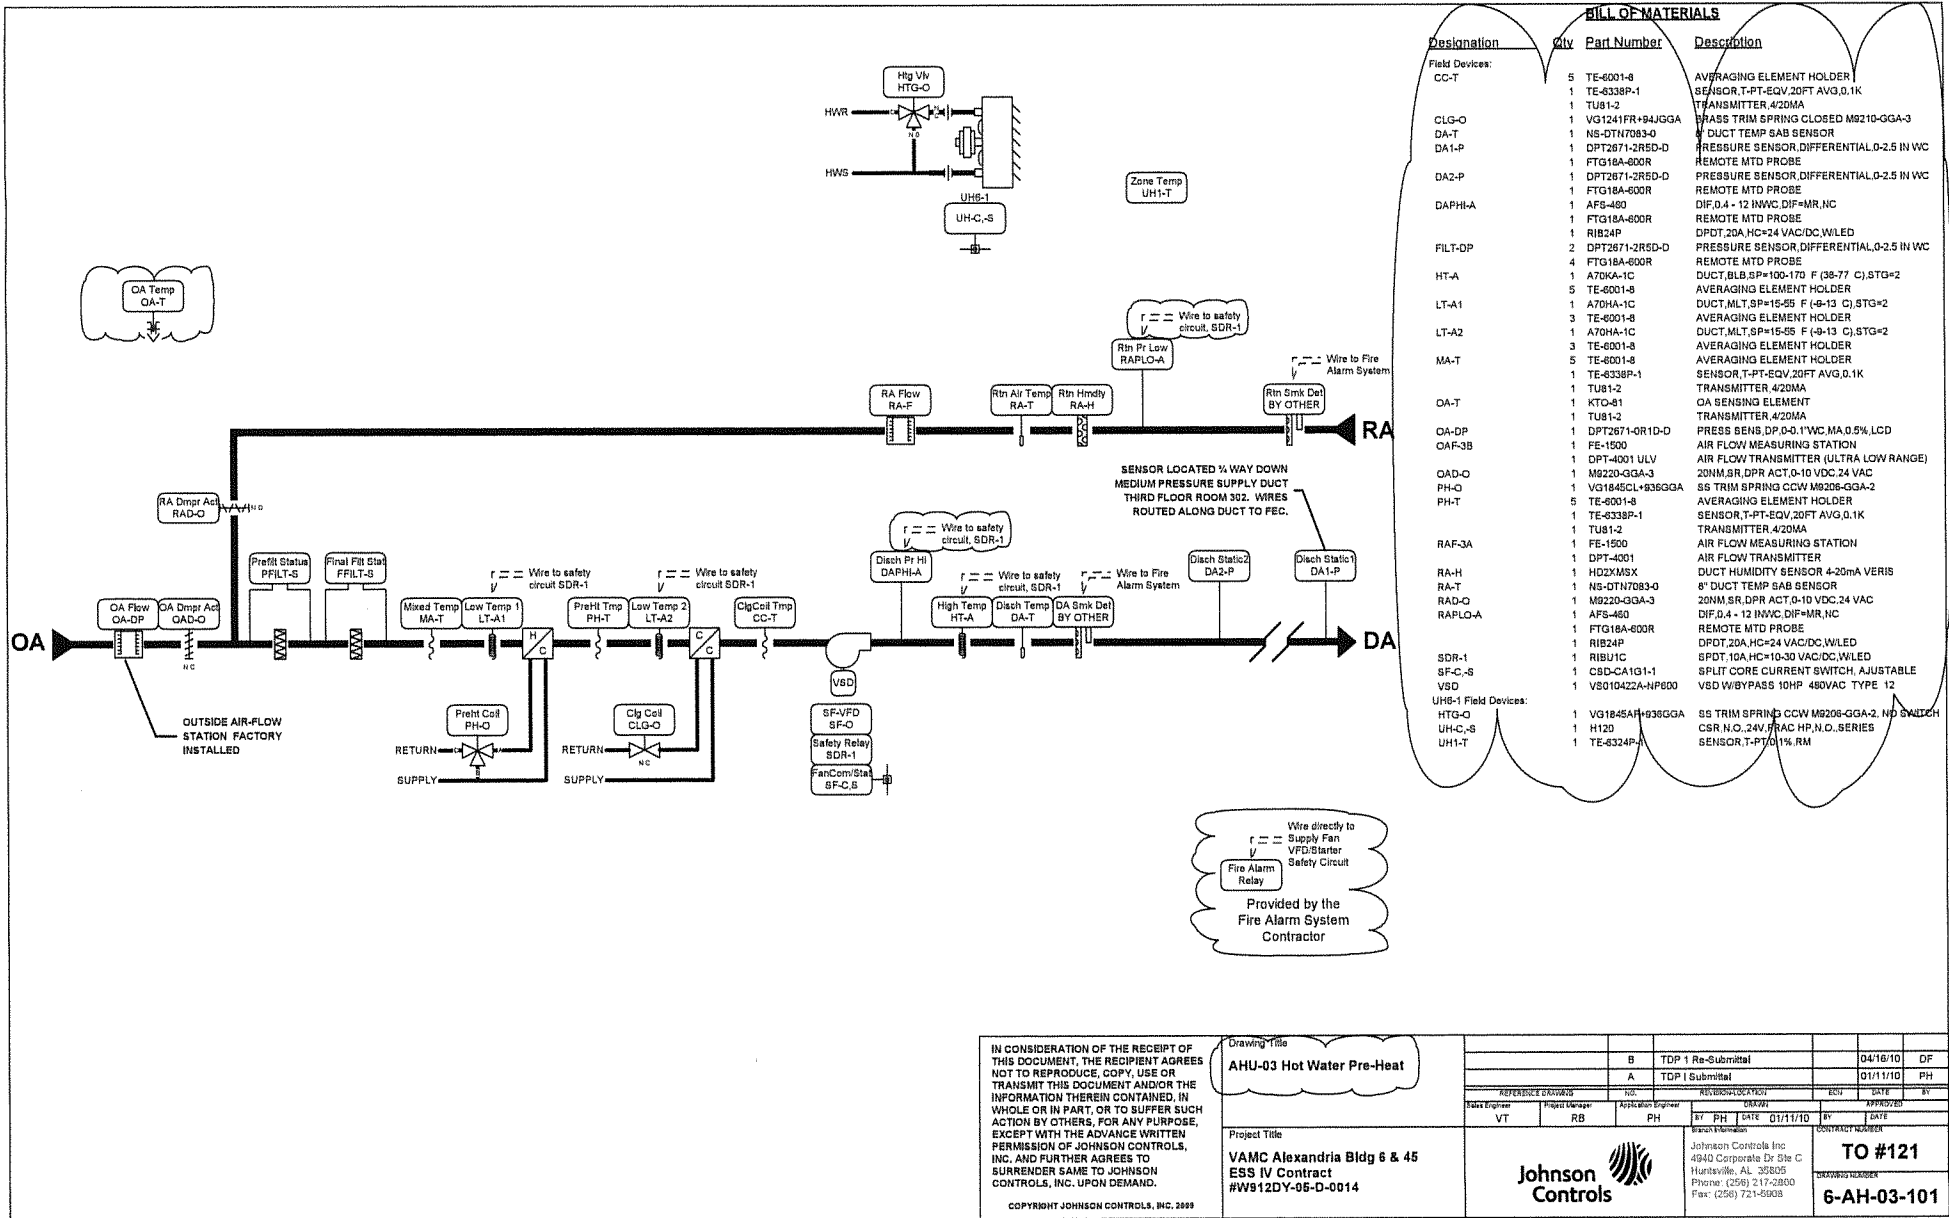 BILL OF MATERIALS
Designation Qty Part Number Description
Field Devices:
CC-T 5 TE-6001-8 AVERAGING ELEMENT HOLDER
1 TE-6338P-1 SENSOR,T-PT-EQV,20FT AVG,0.1K
1 TU81-2 TRANSMITTER,4/20MA
CLG-O 1 VG1241FR+94JGGA BRASS TRIM SPRING CLOSED M9210-GGA-3
DA-T 1 NS-DTN7083-0 8" DUCT TEMP SAB SENSOR
DA1-P 1 DPT2671-2R5D-D PRESSURE SENSOR,DIFFERENTIAL,0-2.5 IN WC
1 FTG18A-600R REMOTE MTD PROBE
DA2-P 1 DPT2671-2R5D-D PRESSURE SENSOR,DIFFERENTIAL,0-2.5 IN WC
1 FTG18A-600R REMOTE MTD PROBE
DAPHI-A 1 AFS-460 DIF,0.4 - 12 INWC,DIF=MR,NC
1 FTG18A-600R REMOTE MTD PROBE
1 RIB24P DPDT,20A,HC=24 VAC/DC,W/LED
FILT-DP 2 DPT2671-2R5D-D PRESSURE SENSOR,DIFFERENTIAL,0-2.5 IN WC
4 FTG18A-600R REMOTE MTD PROBE
HT-A 1 A70KA-1C DUCT,BLB,SP=100-170 F (38-77 C),STG=2
5 TE-6001-8 AVERAGING ELEMENT HOLDER
LT-A1 1 A70HA-1C DUCT,MLT,SP=15-55 F (-9-13 C),STG=2
3 TE-6001-8 AVERAGING ELEMENT HOLDER
LT-A2 1 A70HA-1C DUCT,MLT,SP=15-55 F (-9-13 C),STG=2
3 TE-6001-8 AVERAGING ELEMENT HOLDER
MA-T 5 TE-6001-8 AVERAGING ELEMENT HOLDER
1 TE-6338P-1 SENSOR,T-PT-EQV,20FT AVG,0.1K
1 TU81-2 TRANSMITTER,4/20MA
OA-T 1 KTO-81 OA SENSING ELEMENT
1 TU81-2 TRANSMITTER,4/20MA
OA-DP 1 DPT2671-0R1D-D PRESS SENS,DP,0-0.1"WC,MA,0.5%,LCD
OAF-3B 1 FE-1500 AIR FLOW MEASURING STATION
1 DPT-4001 ULV AIR FLOW TRANSMITTER (ULTRA LOW RANGE)
OAD-O 1 M9220-GGA-3 20NM,SR,DPR ACT,0-10 VDC,24 VAC
PH-O 1 VG1845CL+936GGA SS TRIM SPRING CCW M9206-GGA-2
PH-T 5 TE-6001-8 AVERAGING ELEMENT HOLDER
1 TE-6338P-1 SENSOR,T-PT-EQV,20FT AVG,0.1K
1 TU81-2 TRANSMITTER,4/20MA
RAF-3A 1 FE-1500 AIR FLOW MEASURING STATION
1 DPT-4001 AIR FLOW TRANSMITTER
RA-H 1 HD2XMSX DUCT HUMIDITY SENSOR 4-20mA VERIS
RA-T 1 NS-DTN7083-0 8" DUCT TEMP SAB SENSOR
RAD-O 1 M9220-GGA-3 20NM,SR,DPR ACT,0-10 VDC,24 VAC
RAPLO-A 1 AFS-460 DIF,0.4 - 12 INWC,DIF=MR,NC
1 FTG18A-600R REMOTE MTD PROBE
1 RIB24P DPDT,20A,HC=24 VAC/DC,W/LED
SDR-1 1 RIBU1C SPDT,10A,HC=10-30 VAC/DC,W/LED
SF-C,-S 1 CSD-CA1G1-1 SPLIT CORE CURRENT SWITCH, AJUSTABLE
VSD 1 VS010422A-NP600 VSD W/BYPASS 10HP 480VAC TYPE 12
UH6-1 Field Devices:
HTG-O 1 VG1845AR+936GGA SS TRIM SPRING CCW M9206-GGA-2, NO SWITCH
UH-C,-S 1 H120 CSR,N.O.,24V,FRAC HP,N.O.,SERIES
UH1-T 1 TE-6324P-1 SENSOR,T-PT,0.1%,RM
Htg Vlv
HTG-O
HWR
C
NC
NO
HWS
UH6-1
UH-C,-S
Zone Temp
UH1-T
OA Temp
OA-T
Wire to safety
circuit, SDR-1
Rtn Pr Low
RAPLO-A
Wire to Fire
Alarm System
RA Flow
RA-F
Rtn Air Temp
RA-T
Rtn Hmdty
RA-H
Rtn Smk Det
BY OTHER
RA
SENSOR LOCATED ¾ WAY DOWN
MEDIUM PRESSURE SUPPLY DUCT
THIRD FLOOR ROOM 302. WIRES
ROUTED ALONG DUCT TO FEC.
RA Dmpr Act
RAD-O
NO
Wire to safety
circuit, SDR-1
Prefilt Status
PFILT-S
Final Filt Stat
FFILT-S
Disch Pr Hi
DAPHI-A
Disch Static2
DA2-P
Disch Static1
DA1-P
Wire to safety
circuit SDR-1
Wire to safety
circuit SDR-1
Wire to safety
circuit, SDR-1
Wire to Fire
Alarm System
OA Flow
OA-DP
OA Dmpr Act
OAD-O
Mixed Temp
MA-T
Low Temp 1
LT-A1
PreHt Tmp
PH-T
Low Temp 2
LT-A2
ClgCoil Tmp
CC-T
High Temp
HT-A
Disch Temp
DA-T
DA Smk Det
BY OTHER
OA
H
C
C
C
DA
NC
VSD
OUTSIDE AIR-FLOW
STATION FACTORY
INSTALLED
Preht Coil
PH-O
RETURN
SUPPLY
Clg Coil
CLG-O
RETURN
NC
SUPPLY
SF-VFD
SF-O
Safety Relay
SDR-1
FanCom/Stat
SF-C,S
Wire directly to
Supply Fan
VFD/Starter
Safety Circuit
Fire Alarm
Relay
Provided by the
Fire Alarm System
Contractor
IN CONSIDERATION OF THE RECEIPT OF
THIS DOCUMENT, THE RECIPIENT AGREES
NOT TO REPRODUCE, COPY, USE OR
TRANSMIT THIS DOCUMENT AND/OR THE
INFORMATION THEREIN CONTAINED, IN
WHOLE OR IN PART, OR TO SUFFER SUCH
ACTION BY OTHERS, FOR ANY PURPOSE,
EXCEPT WITH THE ADVANCE WRITTEN
PERMISSION OF JOHNSON CONTROLS,
INC. AND FURTHER AGREES TO
SURRENDER SAME TO JOHNSON
CONTROLS, INC. UPON DEMAND.
COPYRIGHT JOHNSON CONTROLS, INC. 2009
Drawing Title
AHU-03 Hot Water Pre-Heat
Project Title
VAMC Alexandria Bldg 6 & 45
ESS IV Contract
#W912DY-05-D-0014
B TDP 1 Re-Submittal 04/16/10 DF
A TDP I Submittal 01/11/10 PH
REFERENCE DRAWING NO. REVISION-LOCATION ECN DATE BY
Sales Engineer Project Manager Application Engineer DRAWN APPROVED
VT RB PH BY PH DATE 01/11/10 BY DATE
Johnson
Controls
Branch Information
Johnson Controls Inc
4940 Corporate Dr Ste C
Huntsville, AL 35805
Phone: (256) 217-2800
Fax: (256) 721-5908
CONTRACT NUMBER
TO #121
DRAWING NUMBER
6-AH-03-101